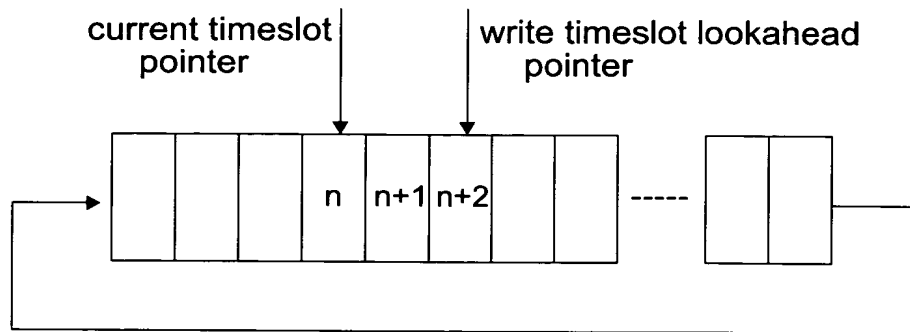 current timeslot
pointer
write timeslot lookahead
pointer
n
n+1
n+2